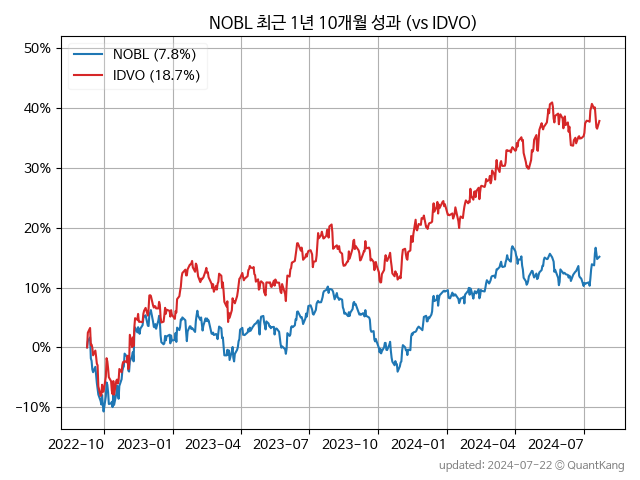 NOBL 최근 1년 10개월 성과 (vs IDVO)
50%
40%
30%
20%
10%
0%
−10%
NOBL (7.8%)
IDVO (18.7%)
2022-10 2023-01 2023-04 2023-07 2023-10 2024-01 2024-04 2024-07
updated: 2024-07-22 © QuantKang